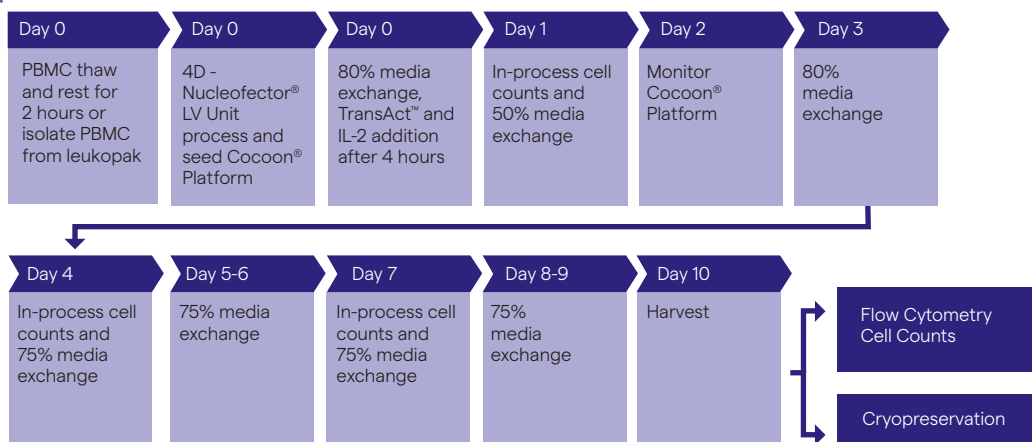 Day 0
PBMC thaw
and rest for
2 hours or
isolate PBMC
from leukopak
Day 0
4D -
Nucleofector®
LV Unit
process and
seed Cocoon®
Platform
Day 0
80% media
exchange,
TransAct™ and
IL-2 addition
after 4 hours
Day 1
In-process cell
counts and
50% media
exchange
Day 2
Monitor
Cocoon®
Platform
Day 3
80%
media
exchange
Day 4
In-process cell
counts and
75% media
exchange
Day 5-6
75% media
exchange
Day 7
In-process cell
counts and
75% media
exchange
Day 8-9
75%
media
exchange
Day 10
Harvest
Flow Cytometry
Cell Counts
Cryopreservation